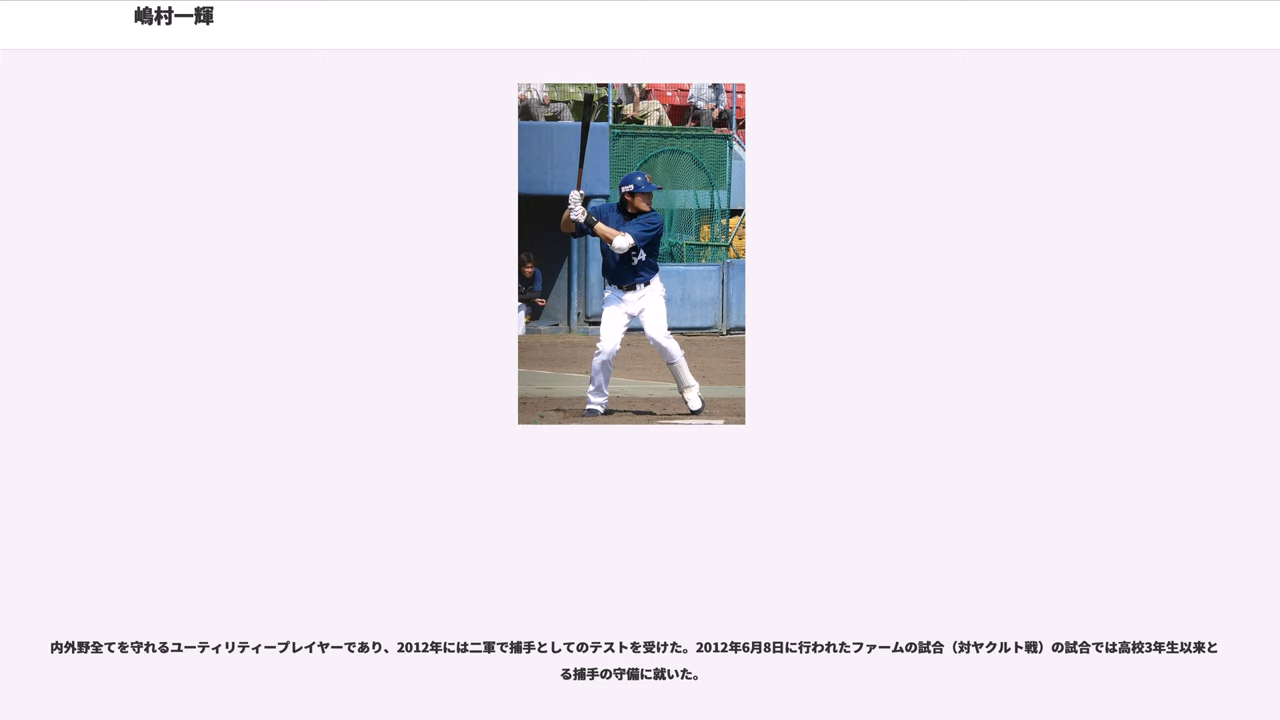 嶋村一輝
54
内外野全てを守れるユーティリティープレイヤーであり、2012年には二軍で捕手としてのテストを受けた。2012年6月8日に行われたファームの試合（対ヤクルト戦）の試合では高校3年生以来と
る捕手の守備に就いた。